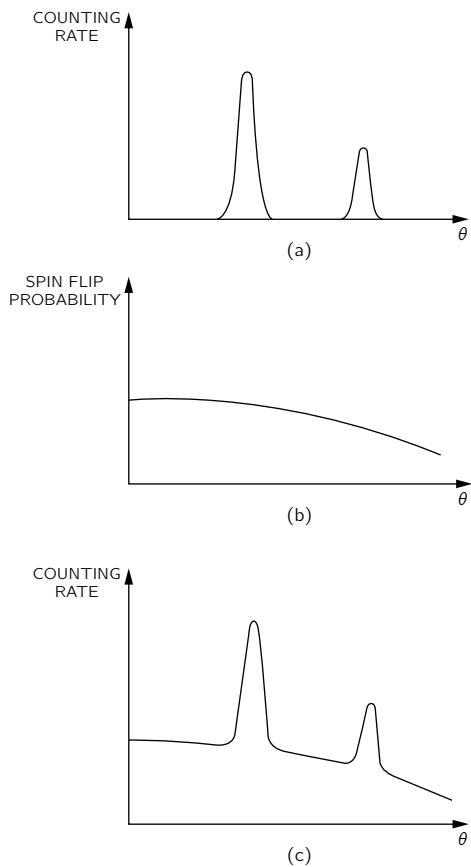 COUNTING
RATE
θ
(a)
SPIN FLIP
PROBABILITY
θ
(b)
COUNTING
RATE
θ
(c)